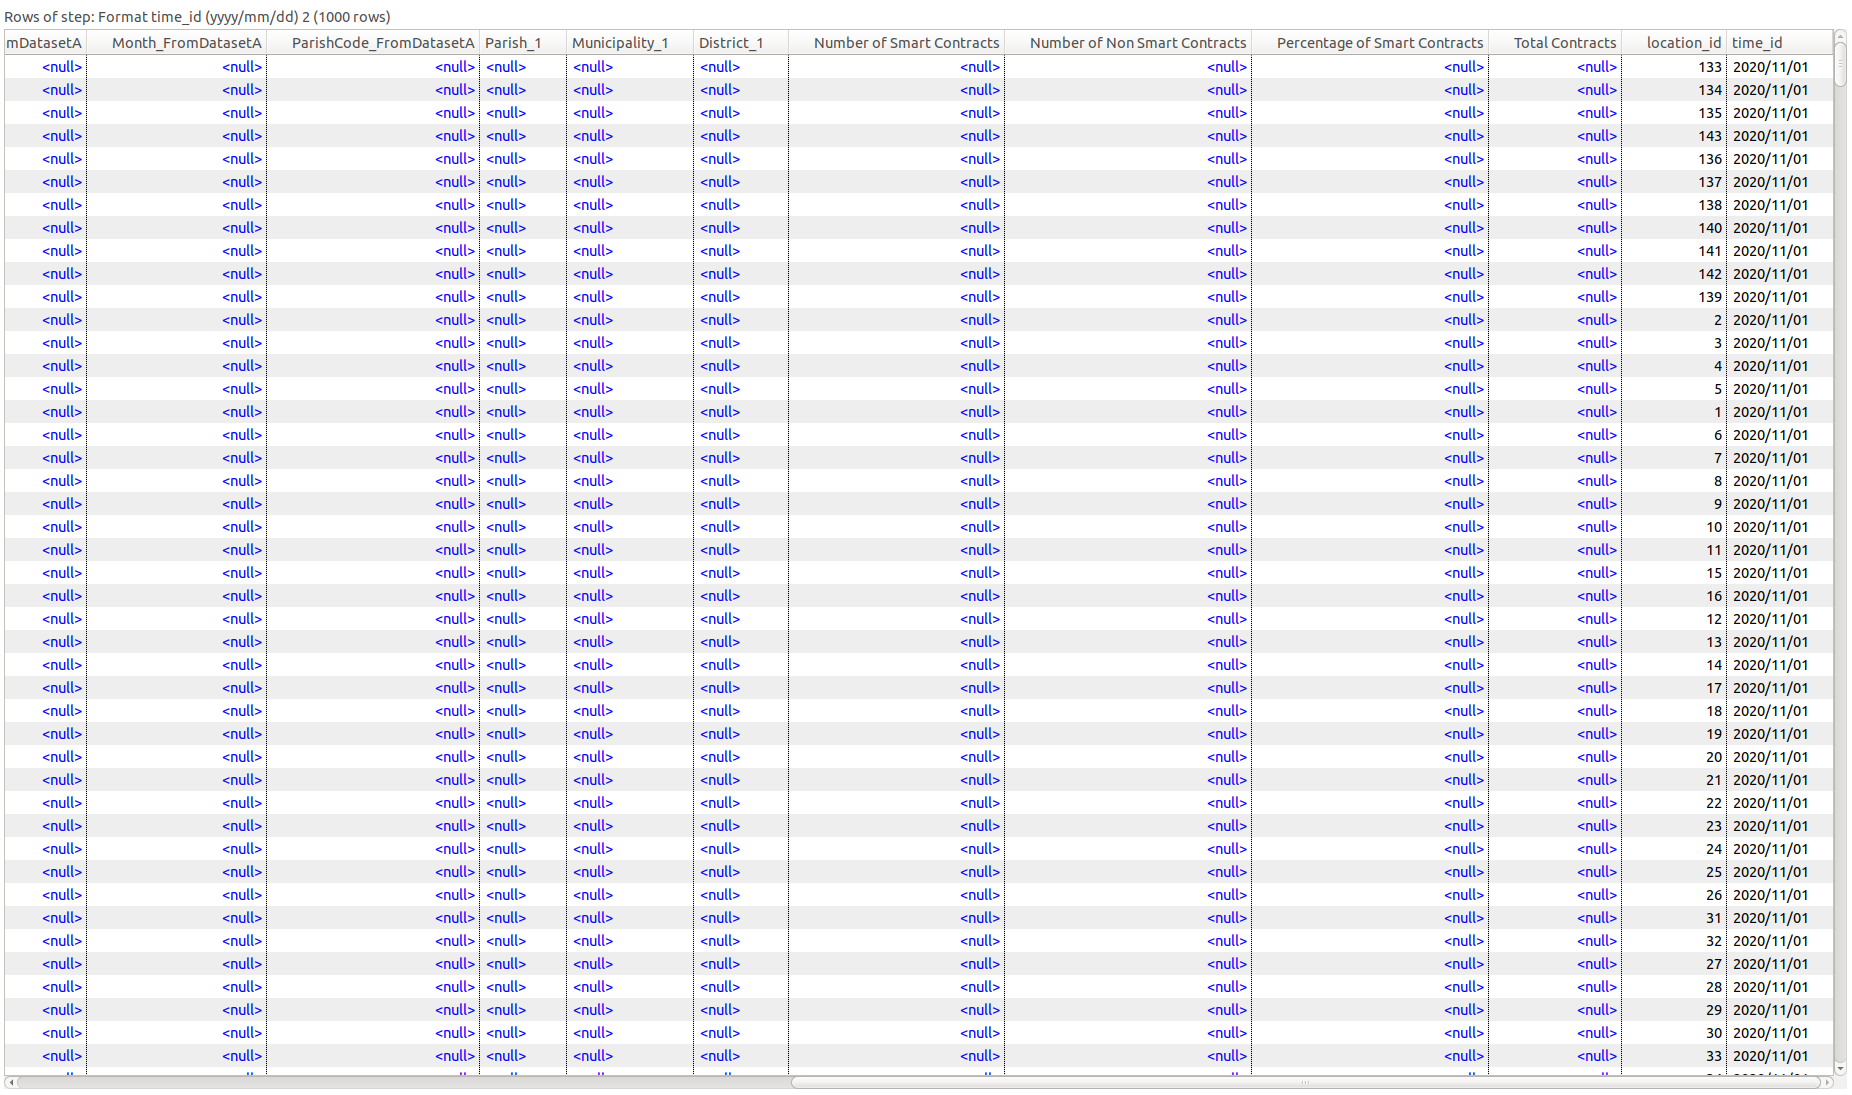 Rows of step: Format time_id (yyyy/mm/dd) 2 (1000 rows)
mDatasetA Month_FromDatasetA ParishCode_FromDatasetA Parish_1 Municipality_1 District_1 Number of Smart Contracts Number of Non Smart Contracts Percentage of Smart Contracts Total Contracts location_id time_id
<null> <null> <null> <null> <null> <null> <null> <null> <null> <null> 133 2020/11/01
<null> <null> <null> <null> <null> <null> <null> <null> <null> <null> 134 2020/11/01
<null> <null> <null> <null> <null> <null> <null> <null> <null> <null> 135 2020/11/01
<null> <null> <null> <null> <null> <null> <null> <null> <null> <null> 143 2020/11/01
<null> <null> <null> <null> <null> <null> <null> <null> <null> <null> 136 2020/11/01
<null> <null> <null> <null> <null> <null> <null> <null> <null> <null> 137 2020/11/01
<null> <null> <null> <null> <null> <null> <null> <null> <null> <null> 138 2020/11/01
<null> <null> <null> <null> <null> <null> <null> <null> <null> <null> 140 2020/11/01
<null> <null> <null> <null> <null> <null> <null> <null> <null> <null> 141 2020/11/01
<null> <null> <null> <null> <null> <null> <null> <null> <null> <null> 142 2020/11/01
<null> <null> <null> <null> <null> <null> <null> <null> <null> <null> 139 2020/11/01
<null> <null> <null> <null> <null> <null> <null> <null> <null> <null> 2 2020/11/01
<null> <null> <null> <null> <null> <null> <null> <null> <null> <null> 3 2020/11/01
<null> <null> <null> <null> <null> <null> <null> <null> <null> <null> 4 2020/11/01
<null> <null> <null> <null> <null> <null> <null> <null> <null> <null> 5 2020/11/01
<null> <null> <null> <null> <null> <null> <null> <null> <null> <null> 1 2020/11/01
<null> <null> <null> <null> <null> <null> <null> <null> <null> <null> 6 2020/11/01
<null> <null> <null> <null> <null> <null> <null> <null> <null> <null> 7 2020/11/01
<null> <null> <null> <null> <null> <null> <null> <null> <null> <null> 8 2020/11/01
<null> <null> <null> <null> <null> <null> <null> <null> <null> <null> 9 2020/11/01
<null> <null> <null> <null> <null> <null> <null> <null> <null> <null> 10 2020/11/01
<null> <null> <null> <null> <null> <null> <null> <null> <null> <null> 11 2020/11/01
<null> <null> <null> <null> <null> <null> <null> <null> <null> <null> 15 2020/11/01
<null> <null> <null> <null> <null> <null> <null> <null> <null> <null> 16 2020/11/01
<null> <null> <null> <null> <null> <null> <null> <null> <null> <null> 12 2020/11/01
<null> <null> <null> <null> <null> <null> <null> <null> <null> <null> 13 2020/11/01
<null> <null> <null> <null> <null> <null> <null> <null> <null> <null> 14 2020/11/01
<null> <null> <null> <null> <null> <null> <null> <null> <null> <null> 17 2020/11/01
<null> <null> <null> <null> <null> <null> <null> <null> <null> <null> 18 2020/11/01
<null> <null> <null> <null> <null> <null> <null> <null> <null> <null> 19 2020/11/01
<null> <null> <null> <null> <null> <null> <null> <null> <null> <null> 20 2020/11/01
<null> <null> <null> <null> <null> <null> <null> <null> <null> <null> 21 2020/11/01
<null> <null> <null> <null> <null> <null> <null> <null> <null> <null> 22 2020/11/01
<null> <null> <null> <null> <null> <null> <null> <null> <null> <null> 23 2020/11/01
<null> <null> <null> <null> <null> <null> <null> <null> <null> <null> 24 2020/11/01
<null> <null> <null> <null> <null> <null> <null> <null> <null> <null> 25 2020/11/01
<null> <null> <null> <null> <null> <null> <null> <null> <null> <null> 26 2020/11/01
<null> <null> <null> <null> <null> <null> <null> <null> <null> <null> 31 2020/11/01
<null> <null> <null> <null> <null> <null> <null> <null> <null> <null> 32 2020/11/01
<null> <null> <null> <null> <null> <null> <null> <null> <null> <null> 27 2020/11/01
<null> <null> <null> <null> <null> <null> <null> <null> <null> <null> 28 2020/11/01
<null> <null> <null> <null> <null> <null> <null> <null> <null> <null> 29 2020/11/01
<null> <null> <null> <null> <null> <null> <null> <null> <null> <null> 30 2020/11/01
<null> <null> <null> <null> <null> <null> <null> <null> <null> <null> 33 2020/11/01